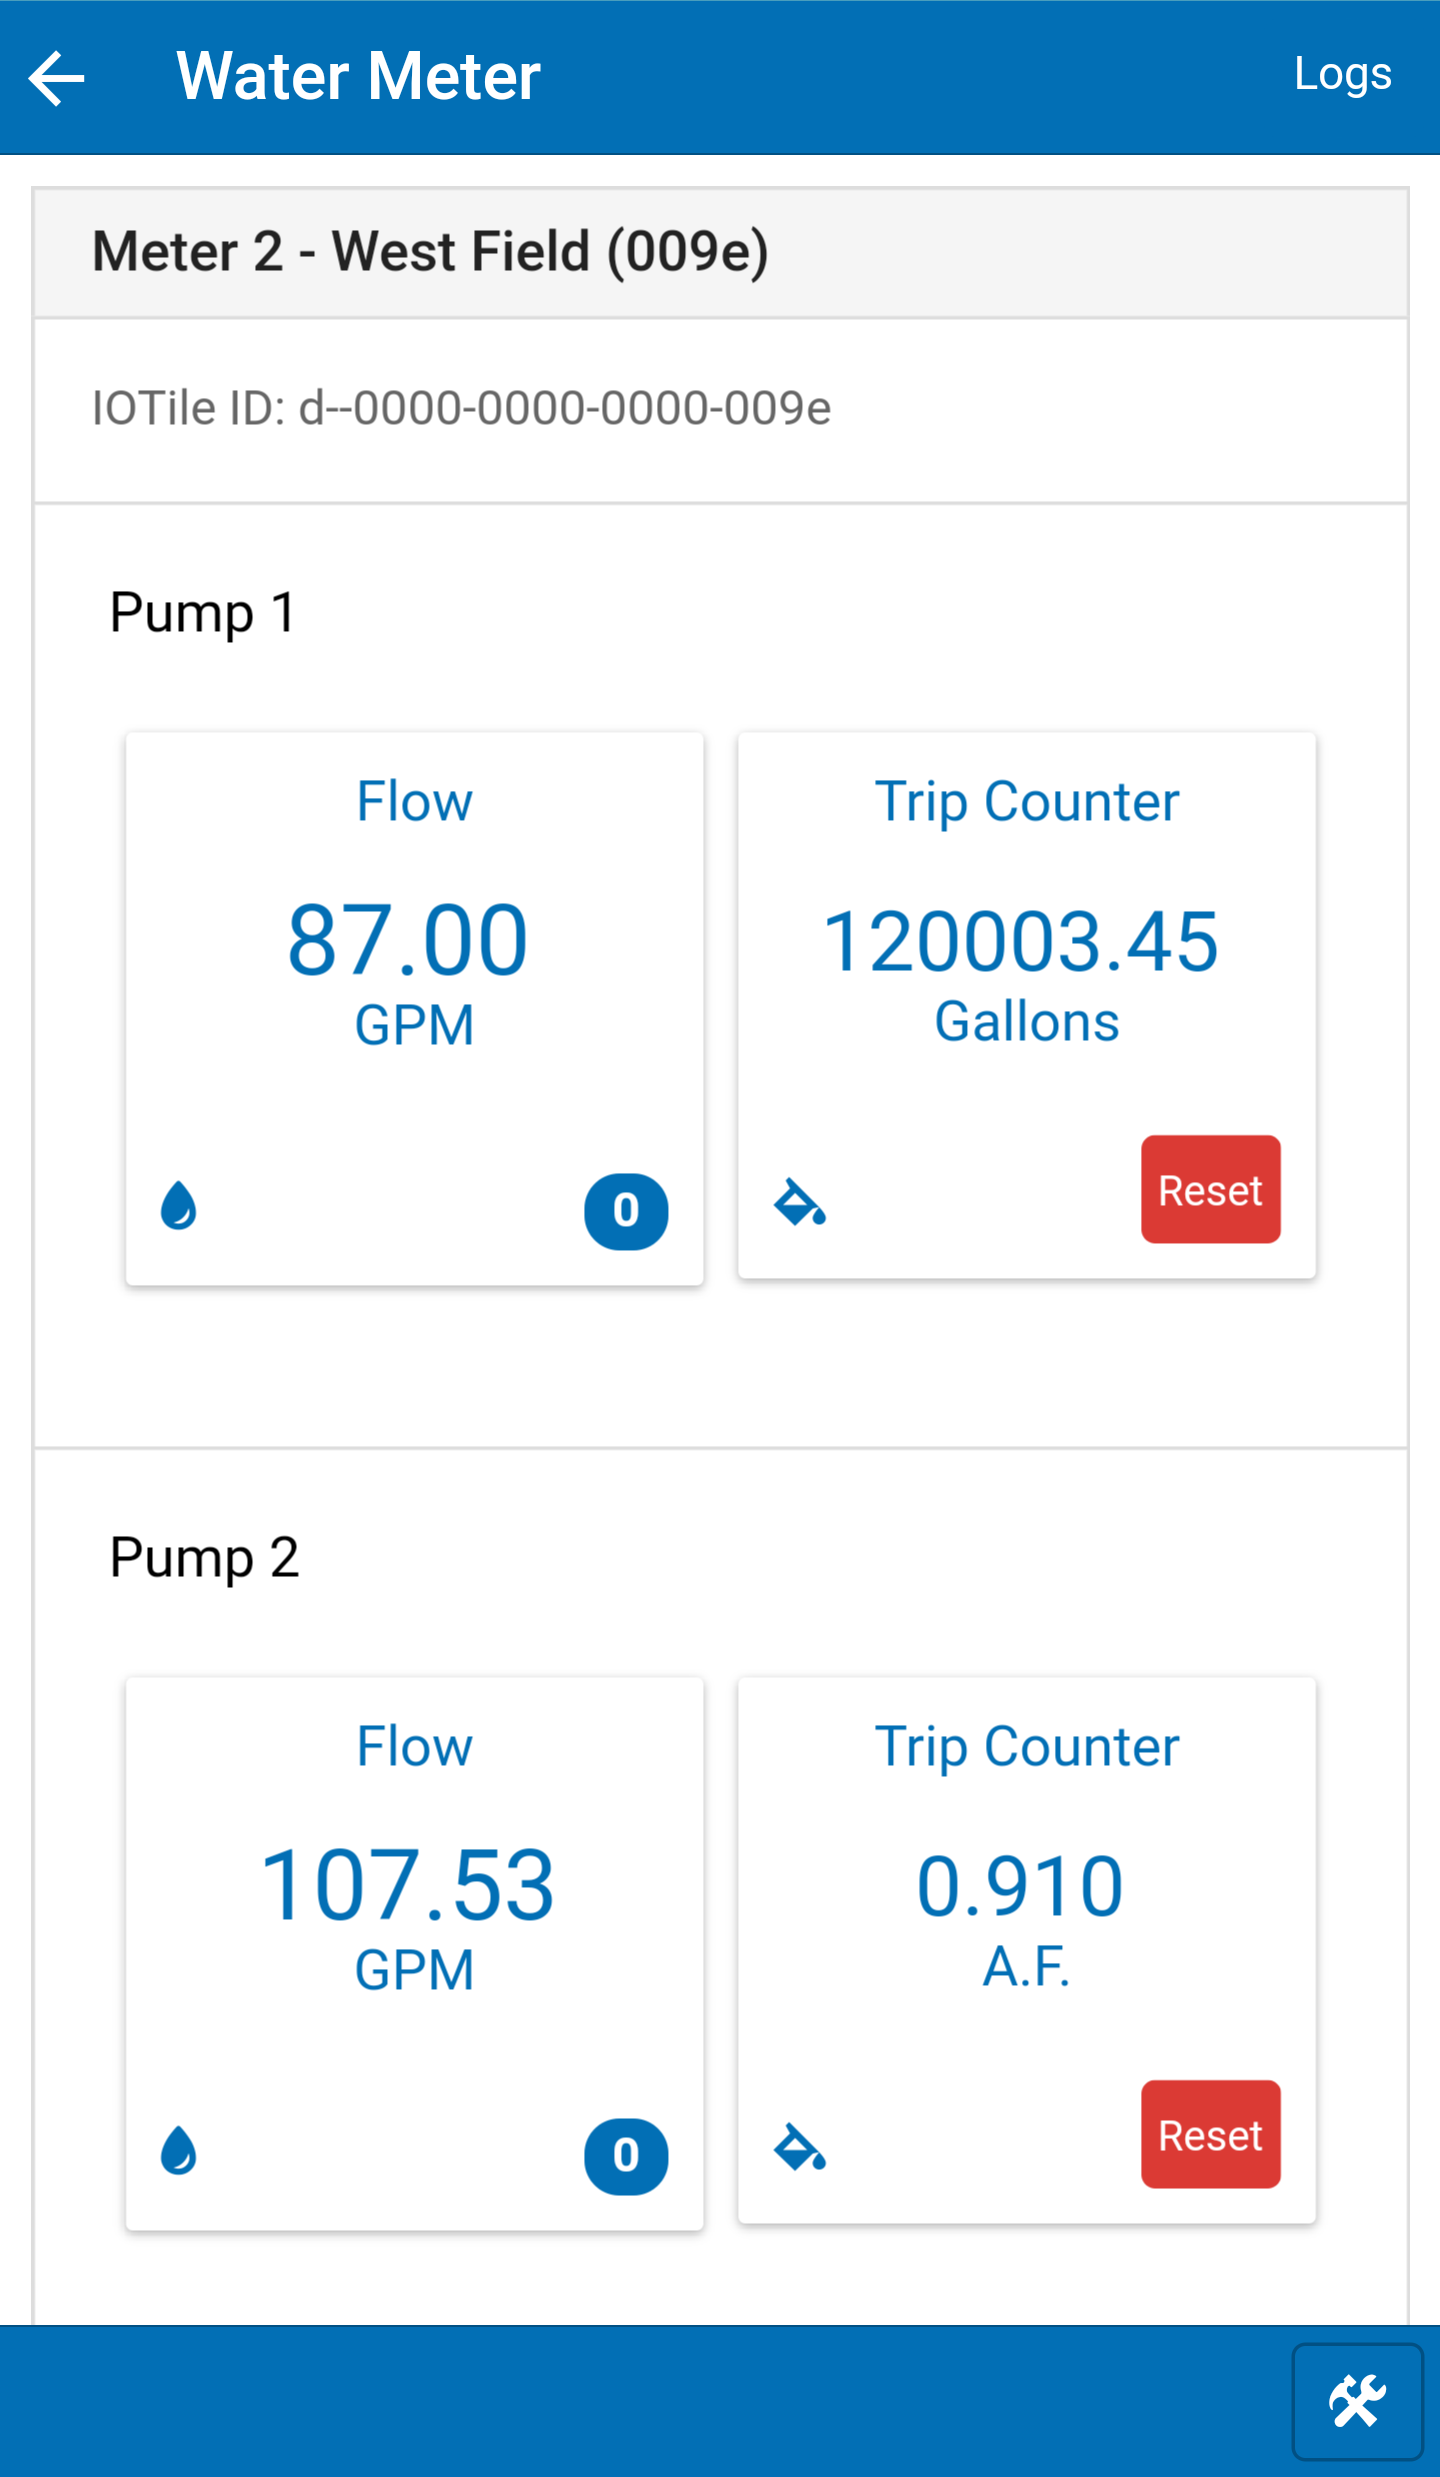 Water Meter
Logs
Meter 2 - West Field (009e)
IOTile ID: d--0000-0000-0000-009e
Pump 1
Flow
87.00
GPM
0
Trip Counter
120003.45
Gallons
Reset
Pump 2
Flow
107.53
GPM
0
Trip Counter
0.910
A.F.
Reset